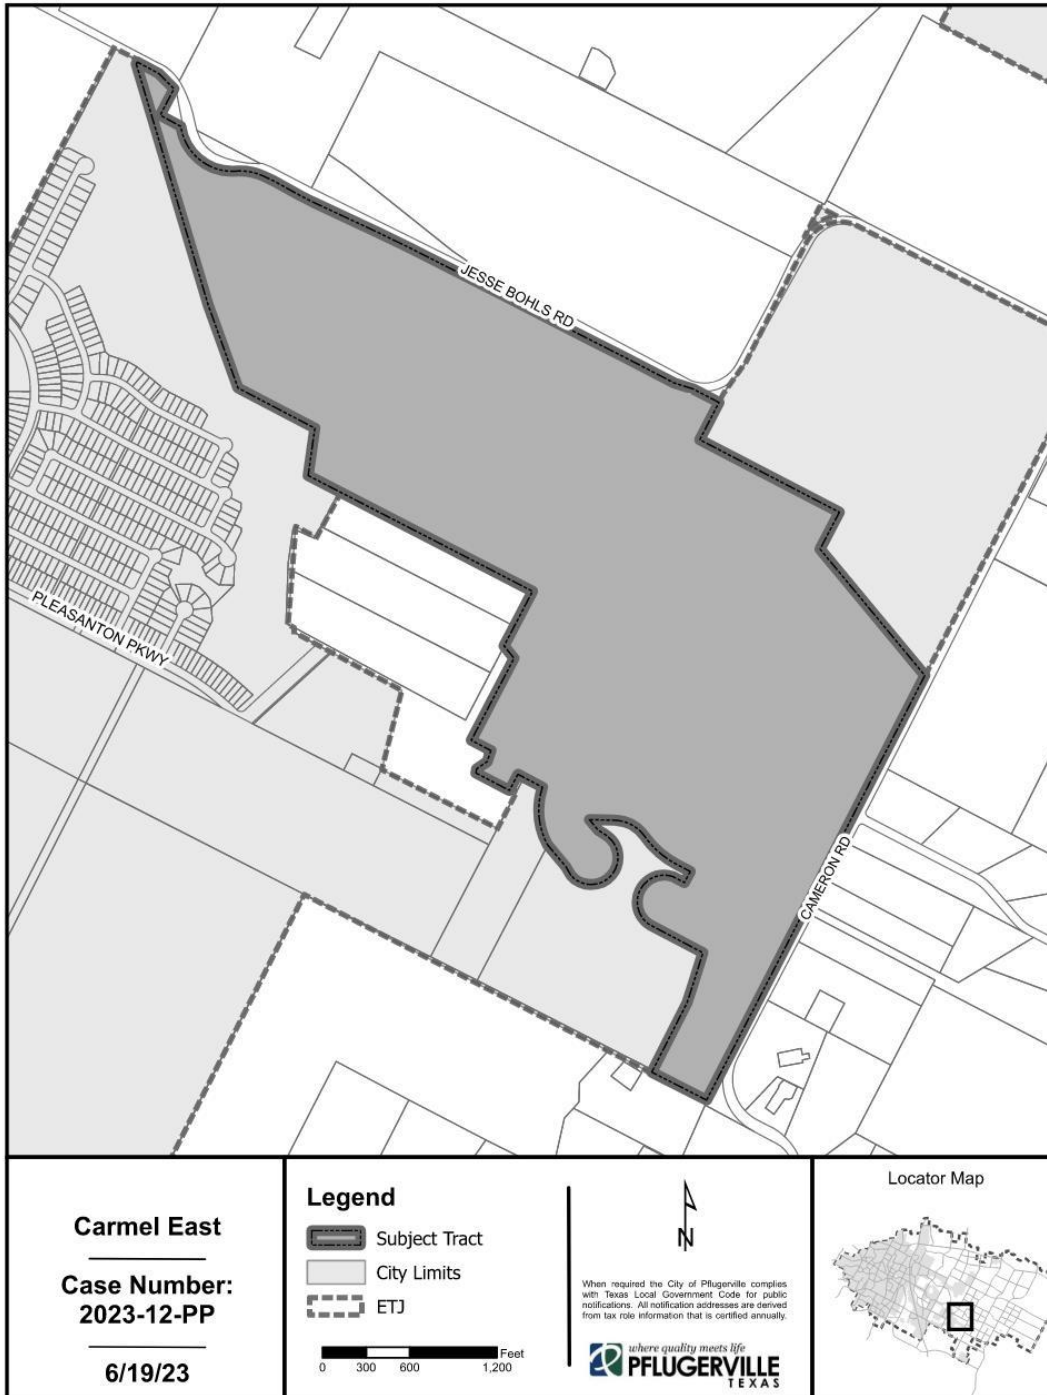 JESSE BOHLS RD
PLEASANTON PKWY
CAMERON RD
Carmel East
Case Number:
2023-12-PP
6/19/23
Legend
Subject Tract
City Limits
ETJ
Feet
0 300 600 1,200
N
When required the City of Pflugerville complies
with Texas Local Government Code for public
notifications. All notification addresses are derived
from tax role information that is certified annually.
where quality meets life
PFLUGERVILLE
TEXAS
Locator Map